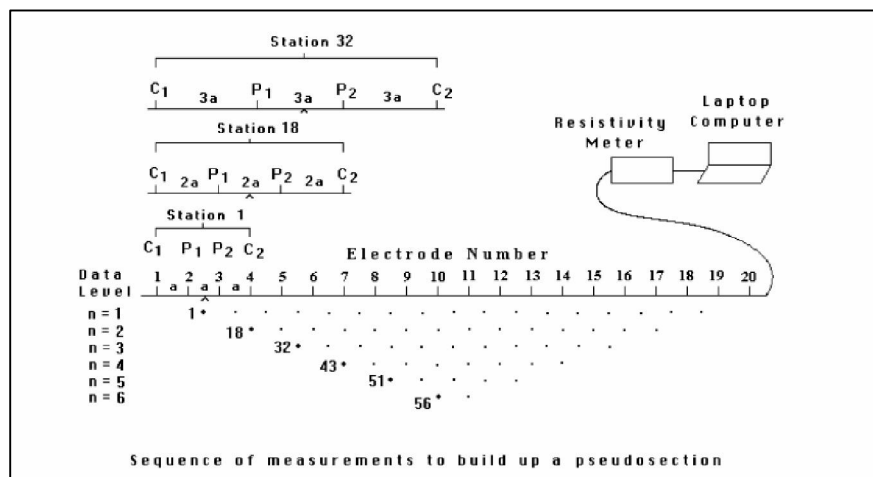 Station 32
C1 3a P1 3a P2 3a C2
Station 18
C1 2a P1 2a P2 2a C2
Station 1
C1 P1 P2 C2
Resistivity
Meter
Laptop
Computer
Electrode Number
Data
Level
1 2 3 4 5 6 7 8 9 10 11 12 13 14 15 16 17 18 19 20
a a a
n = 1 1
n = 2 18
n = 3 32
n = 4 43
n = 5 51
n = 6 56
Sequence of measurements to build up a pseudosection